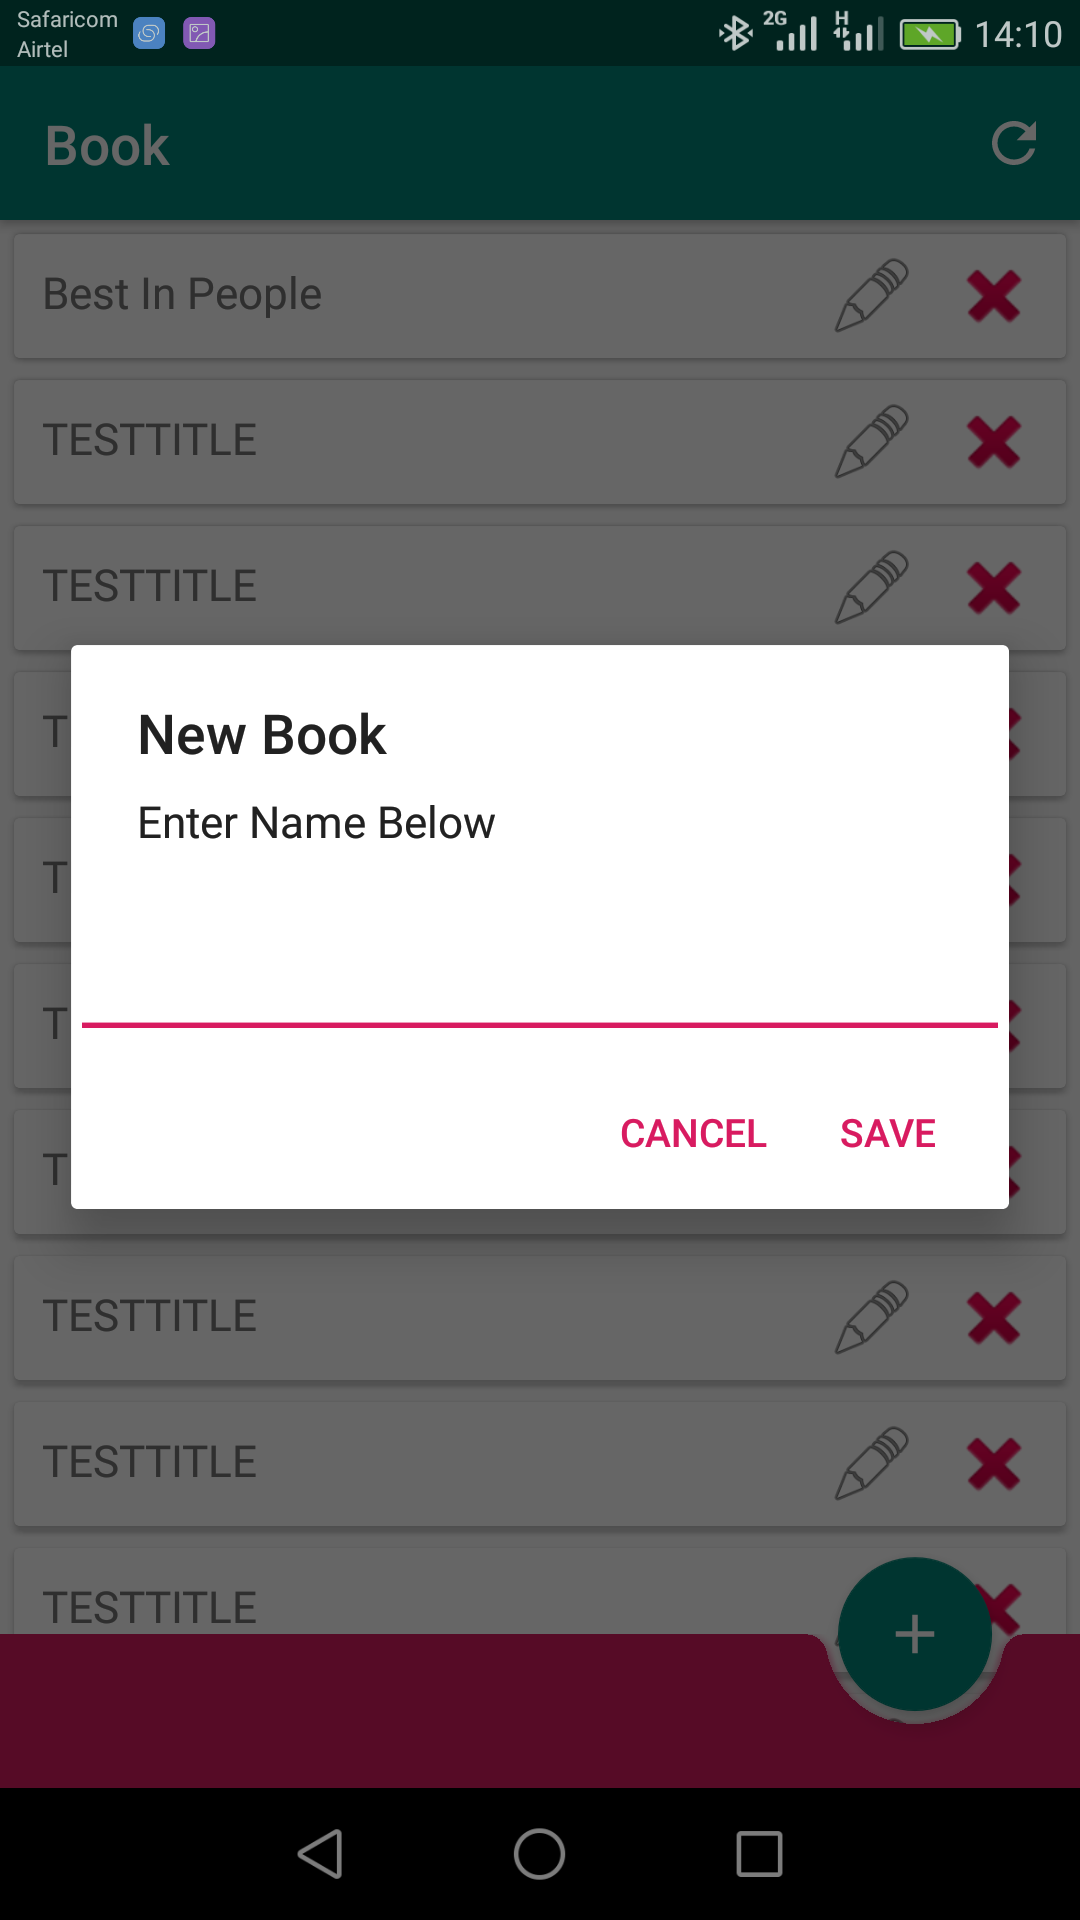 Safaricom
Airtel
2G H 14:10
Book
Best In People
TESTTITLE
TESTTITLE
T
New Book
Enter Name Below
T
T
CANCEL SAVE
T
TESTTITLE
TESTTITLE
TESTTITLE